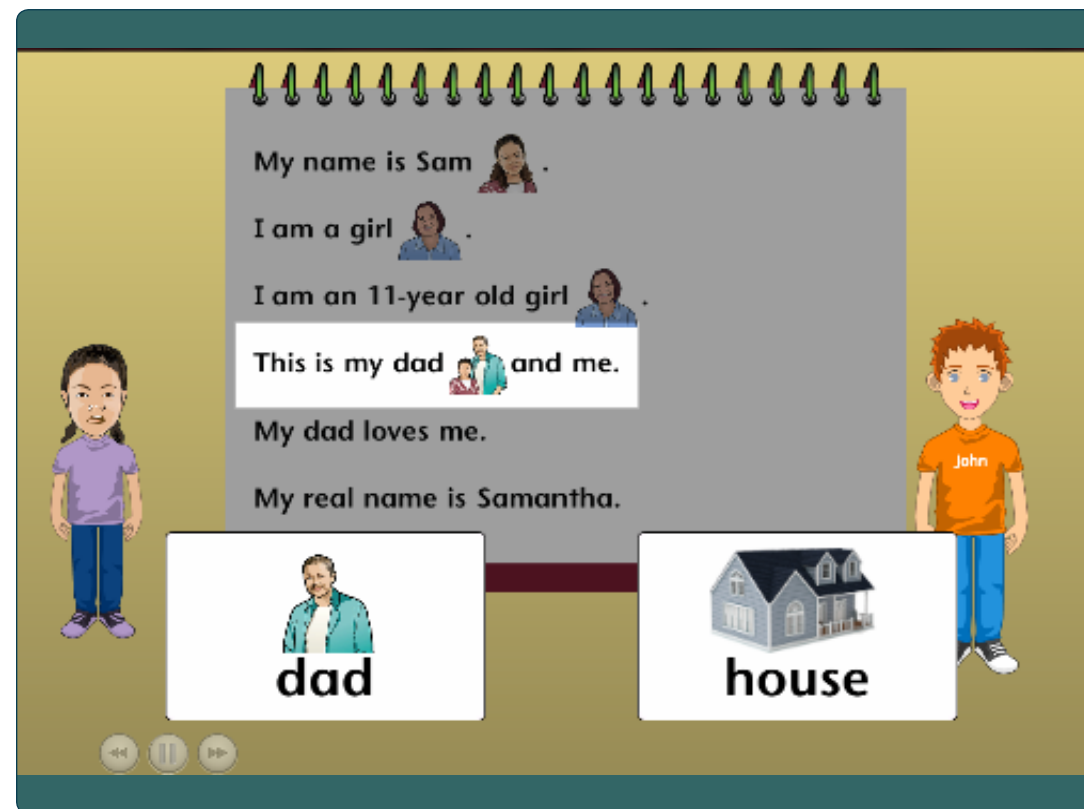 My name is Sam .
I am a girl .
I am an 11-year old girl .
This is my dad and me.
My dad loves me.
My real name is Samantha.
John
dad
house